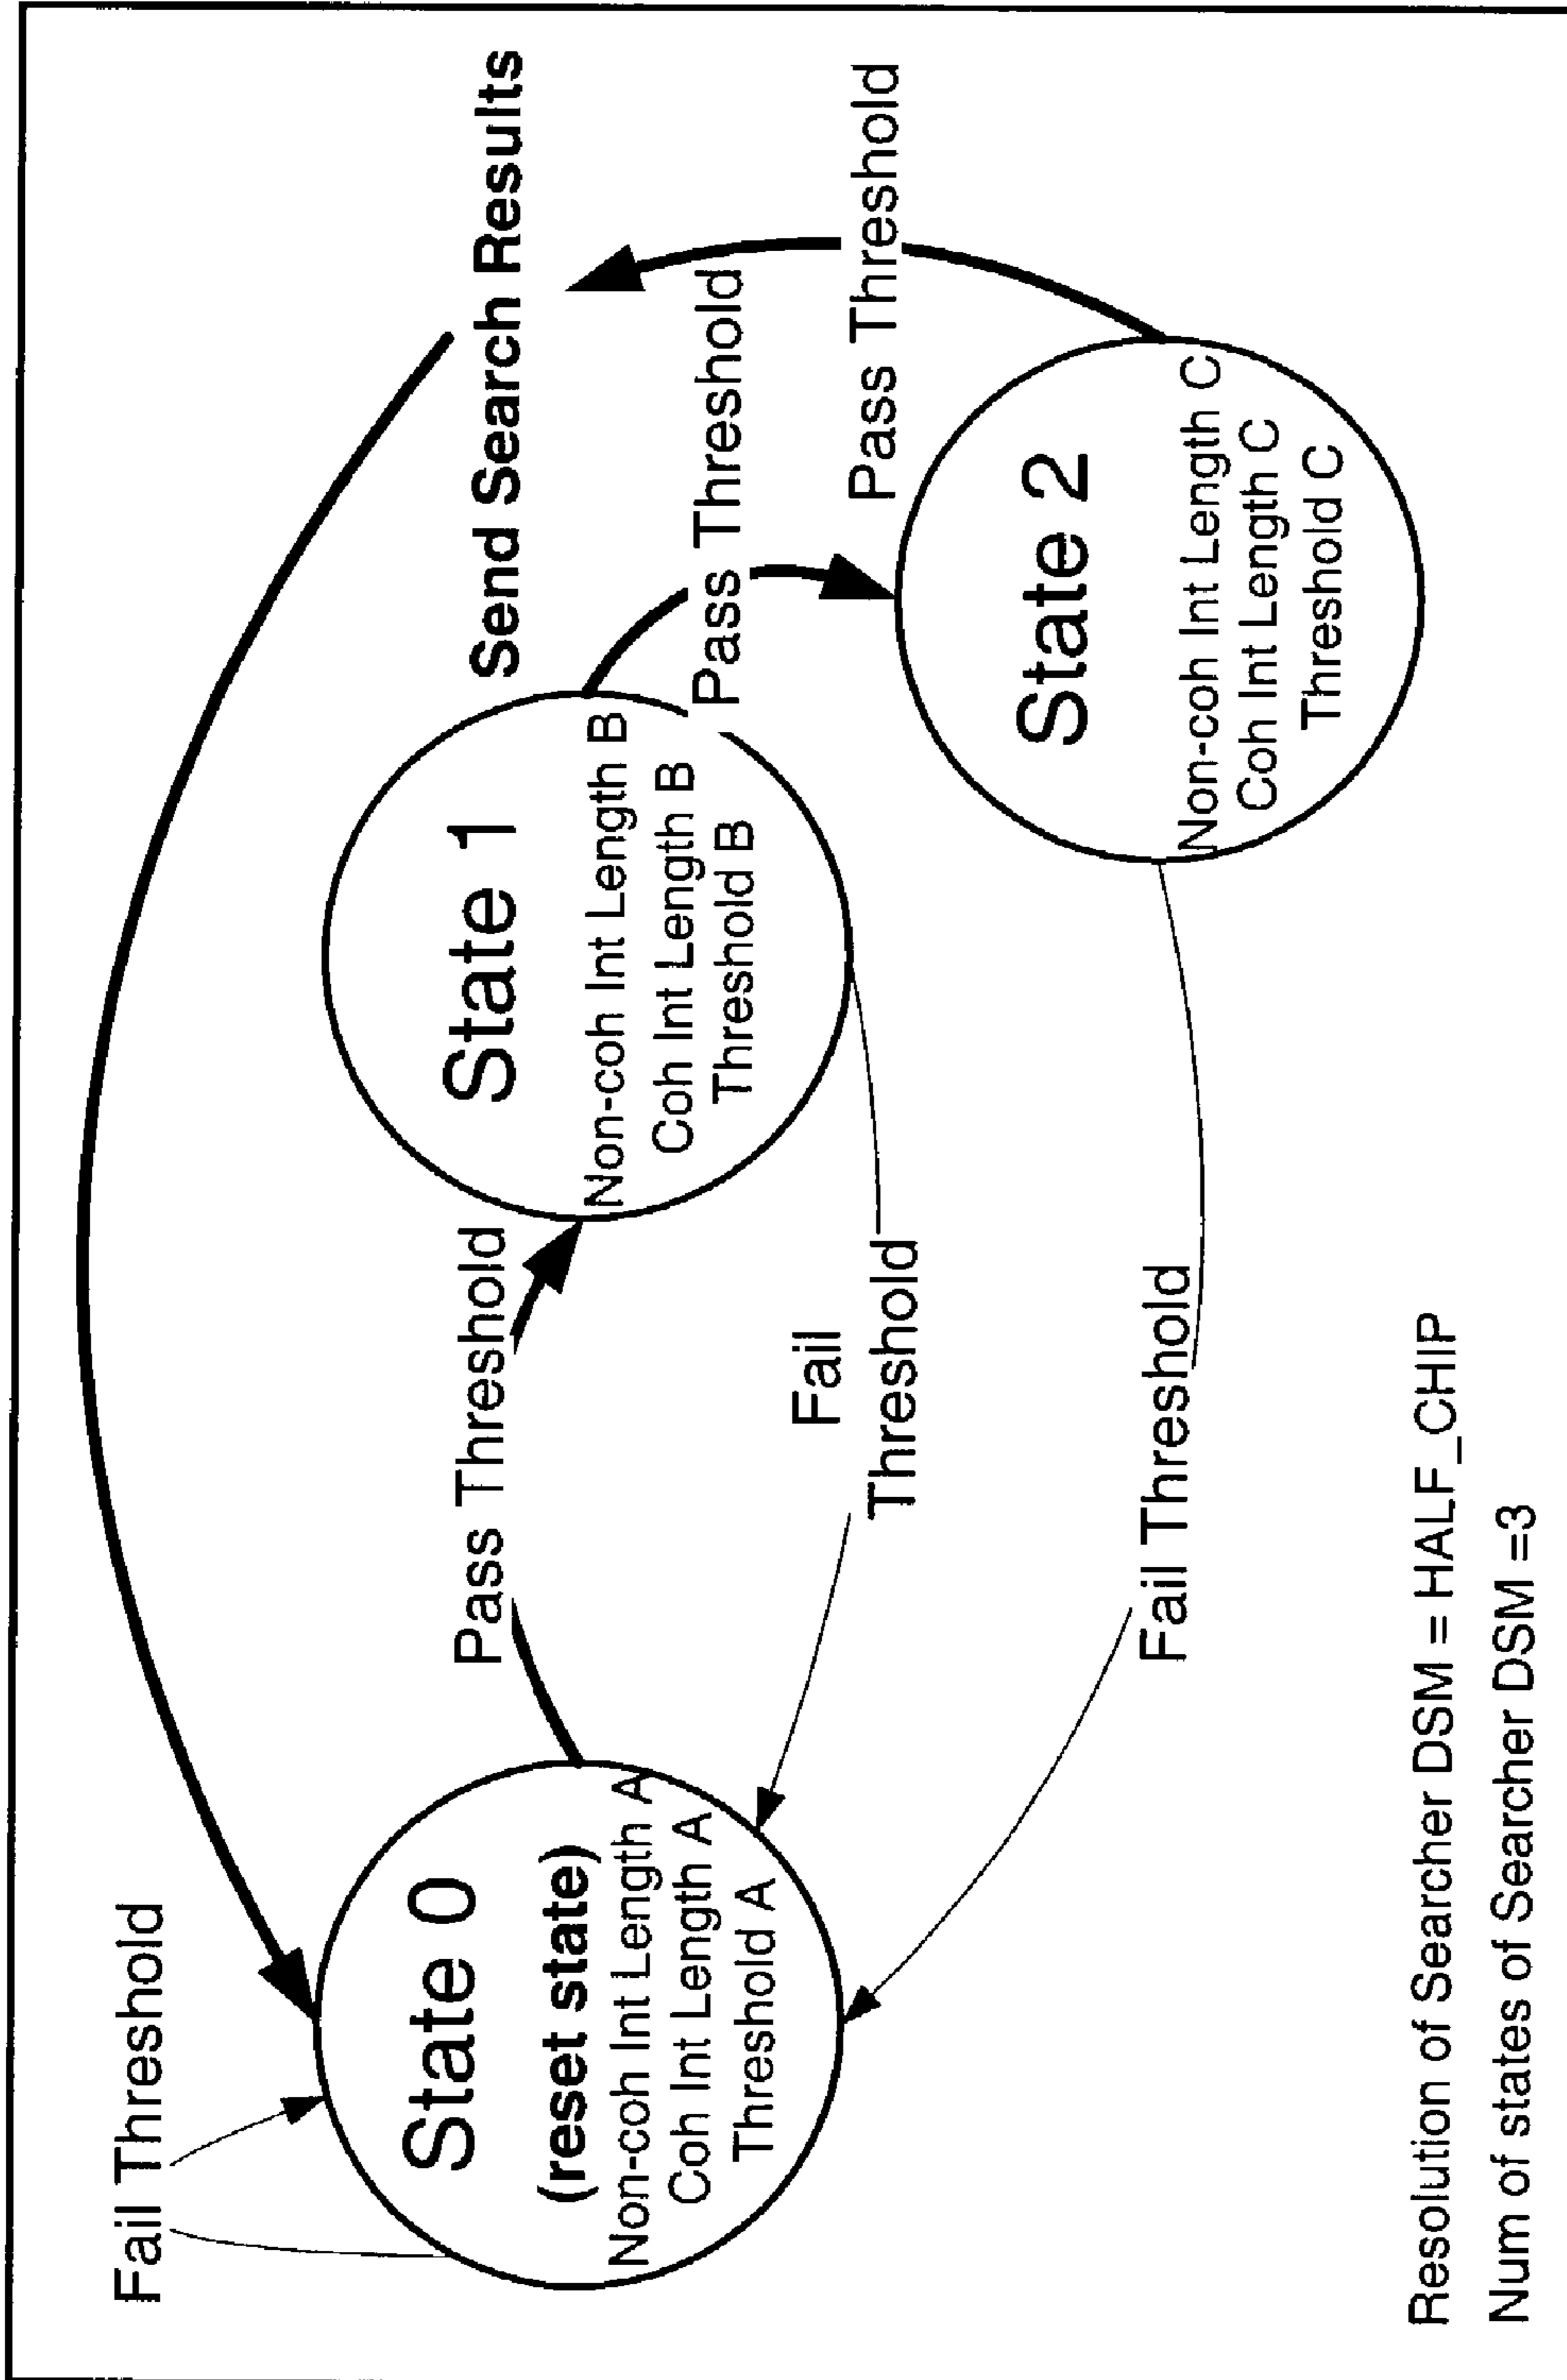 Fail Threshold
State 0
(reset state)
Non-coh Int Length A
Coh Int Length A
Threshold A
Pass Threshold
State 1
Non-coh Int Length B
Coh Int Length B
Threshold B
Send Search Results
Pass Threshold
Pass Threshold
Fail
Threshold
State 2
Non-coh Int Length C
Coh Int Length C
Threshold C
Fail Threshold
Resolution of Searcher DSM = HALF_CHIP
Num of states of Searcher DSM =3